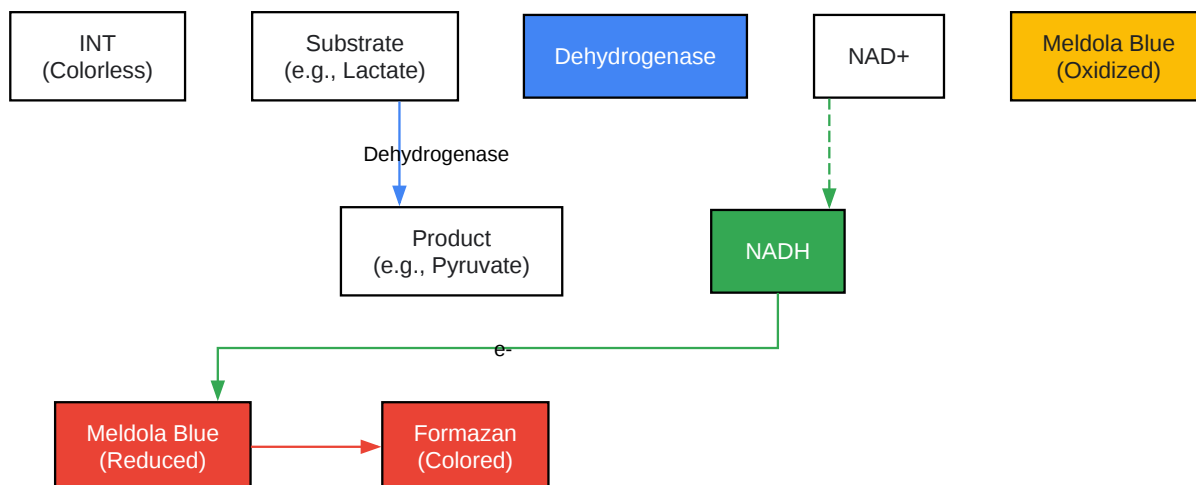 INT
(Colorless)
Substrate
(e.g., Lactate)
Dehydrogenase
NAD+
Meldola Blue
(Oxidized)
Dehydrogenase
Product
(e.g., Pyruvate)
NADH
e-
Meldola Blue
(Reduced)
Formazan
(Colored)